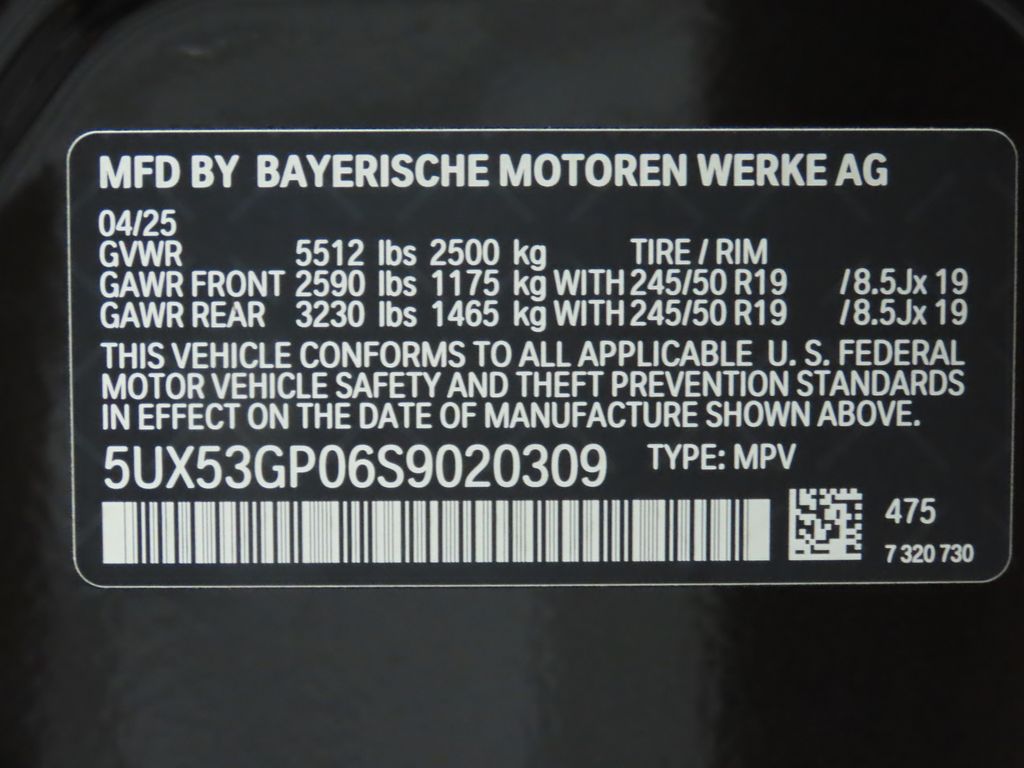 MFD BY BAYERISCHE MOTOREN WERKE AG
04/25
GVWR 5512 lbs 2500 kg TIRE / RIM
GAWR FRONT 2590 lbs 1175 kg WITH 245/50 R19 /8.5Jx 19
GAWR REAR 3230 lbs 1465 kg WITH 245/50 R19 /8.5Jx 19
THIS VEHICLE CONFORMS TO ALL APPLICABLE U. S. FEDERAL
MOTOR VEHICLE SAFETY AND THEFT PREVENTION STANDARDS
IN EFFECT ON THE DATE OF MANUFACTURE SHOWN ABOVE.
5UX53GP06S9020309 TYPE: MPV
475
7 320 730